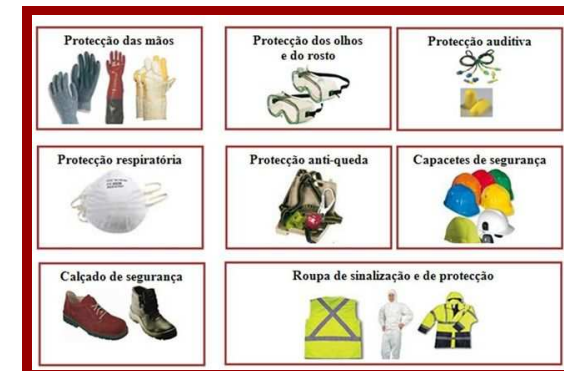 Protecção das mãos
Protecção dos olhos
e do rosto
Protecção auditiva
Protecção respiratória
Protecção anti-queda
Capacetes de segurança
Calçado de segurança
Roupa de sinalização e de protecção